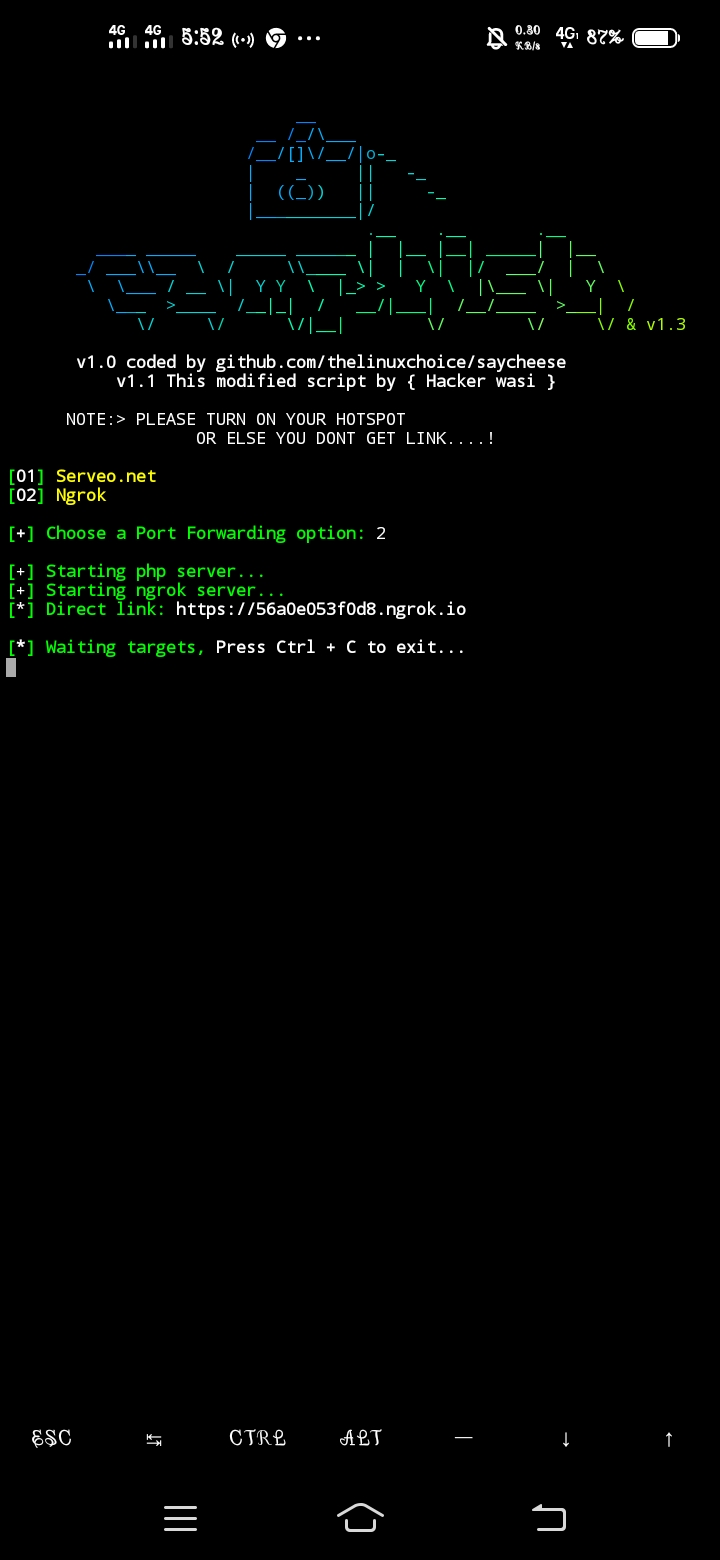 4G 4G 5:52 0.80 KB/s 4G1 87%
& v1.3
v1.0 coded by github.com/thelinuxchoice/saycheese
v1.1 This modified script by { Hacker wasi }
NOTE:> PLEASE TURN ON YOUR HOTSPOT
OR ELSE YOU DONT GET LINK....!
[01] Serveo.net
[02] Ngrok
[+] Choose a Port Forwarding option: 2
[+] Starting php server...
[+] Starting ngrok server...
[*] Direct link: https://56a0e053f0d8.ngrok.io
[*] Waiting targets, Press Ctrl + C to exit...
ESC CTRL ALT — ↓ ↑